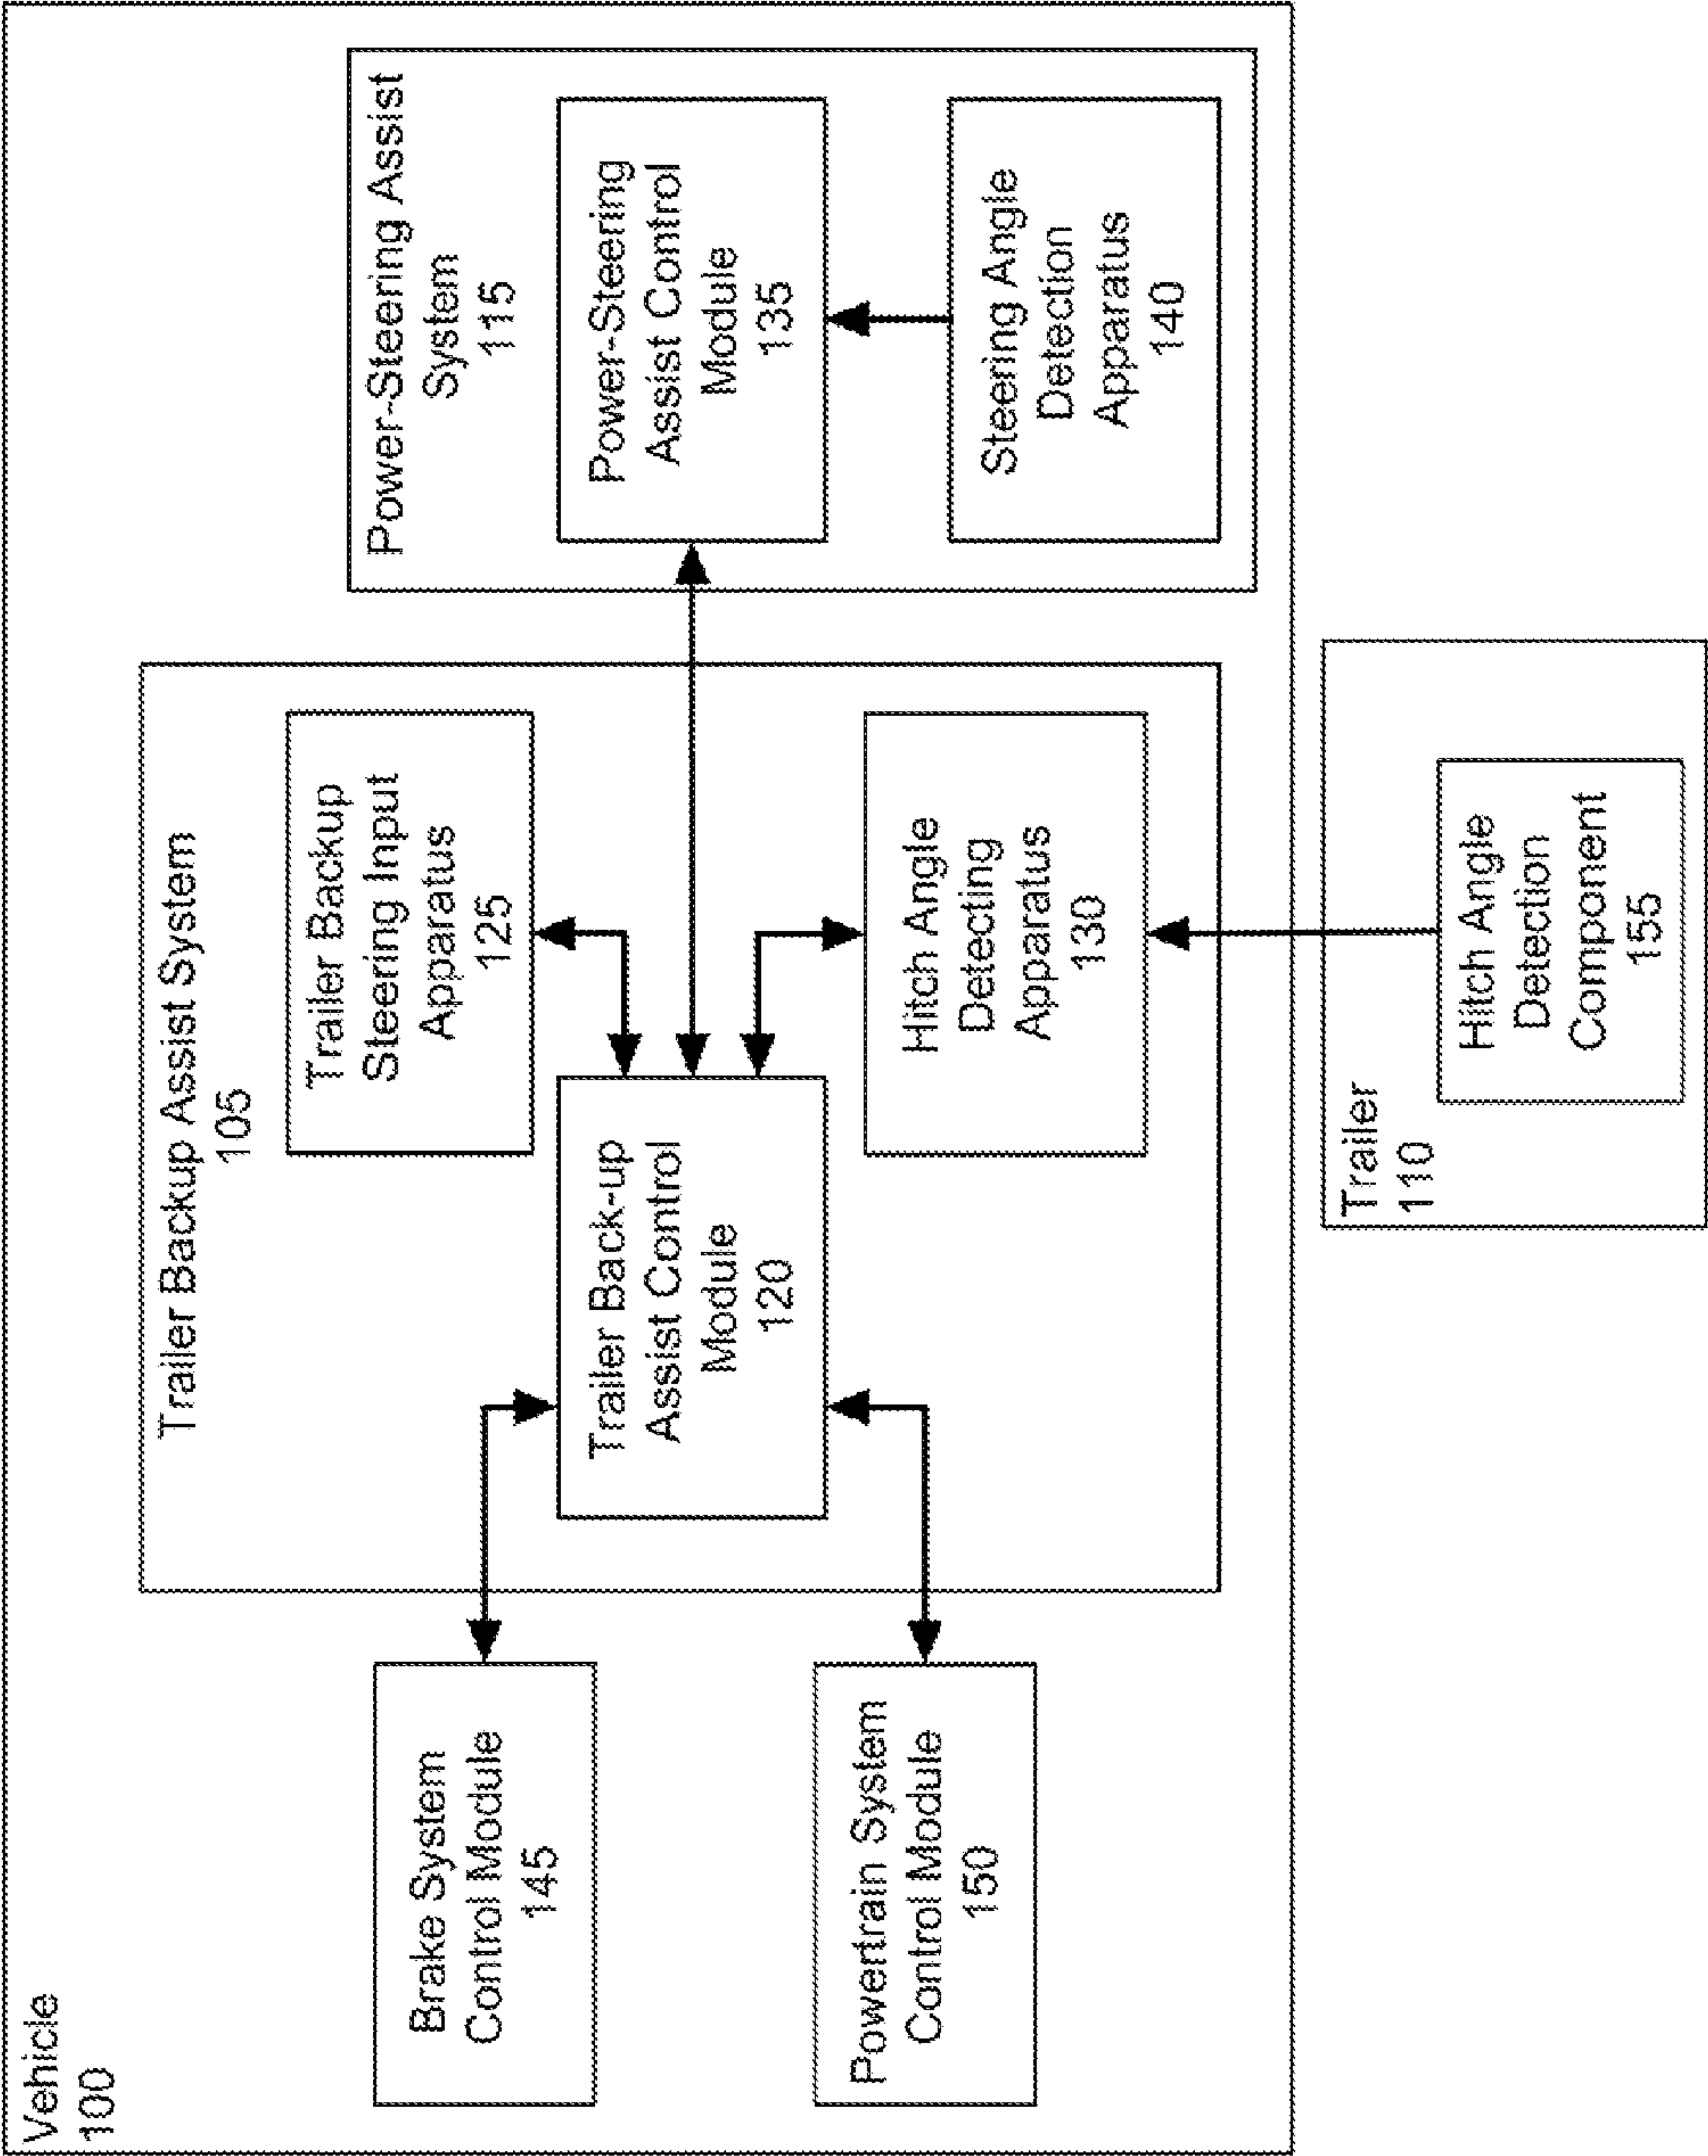 Vehicle
100
Trailer Backup Assist System
105
Power-Steering Assist
System
115
Brake System
Control Module
145
Trailer Backup
Steering Input
Apparatus
125
Trailer Back-up
Assist Control
Module
120
Power-Steering
Assist Control
Module
135
Powertrain System
Control Module
150
Hitch Angle
Detecting
Apparatus
130
Steering Angle
Detection
Apparatus
140
Trailer
110
Hitch Angle
Detection
Component
155